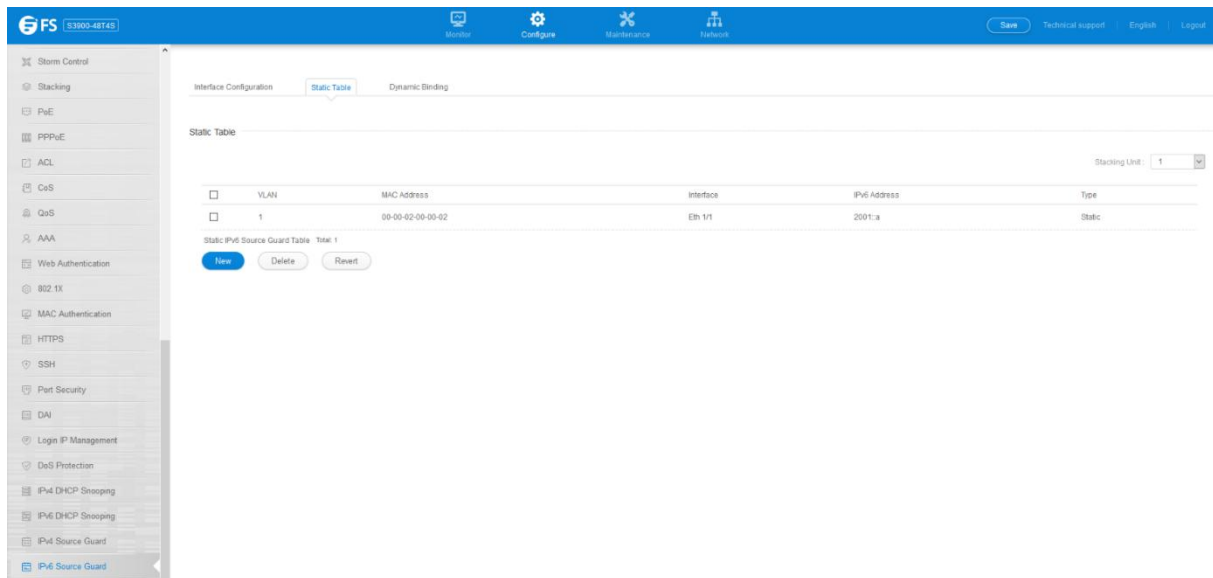 FS S3900-48T4S
Monitor Configure Maintenance Network
Save Technical support English Logout
Storm Control
Stacking
PoE
PPPoE
ACL
CoS
QoS
AAA
Web Authentication
802.1X
MAC Authentication
HTTPS
SSH
Port Security
DAI
Login IP Management
DoS Protection
IPv4 DHCP Snooping
IPv6 DHCP Snooping
IPv4 Source Guard
IPv6 Source Guard
Interface Configuration Static Table Dynamic Binding
Static Table
Stacking Unit: 1
VLAN MAC Address Interface IPv6 Address Type
1 00-00-02-00-00-02 Eth 1/1 2001::a Static
Static IPv6 Source Guard Table Total: 1
New Delete Revert